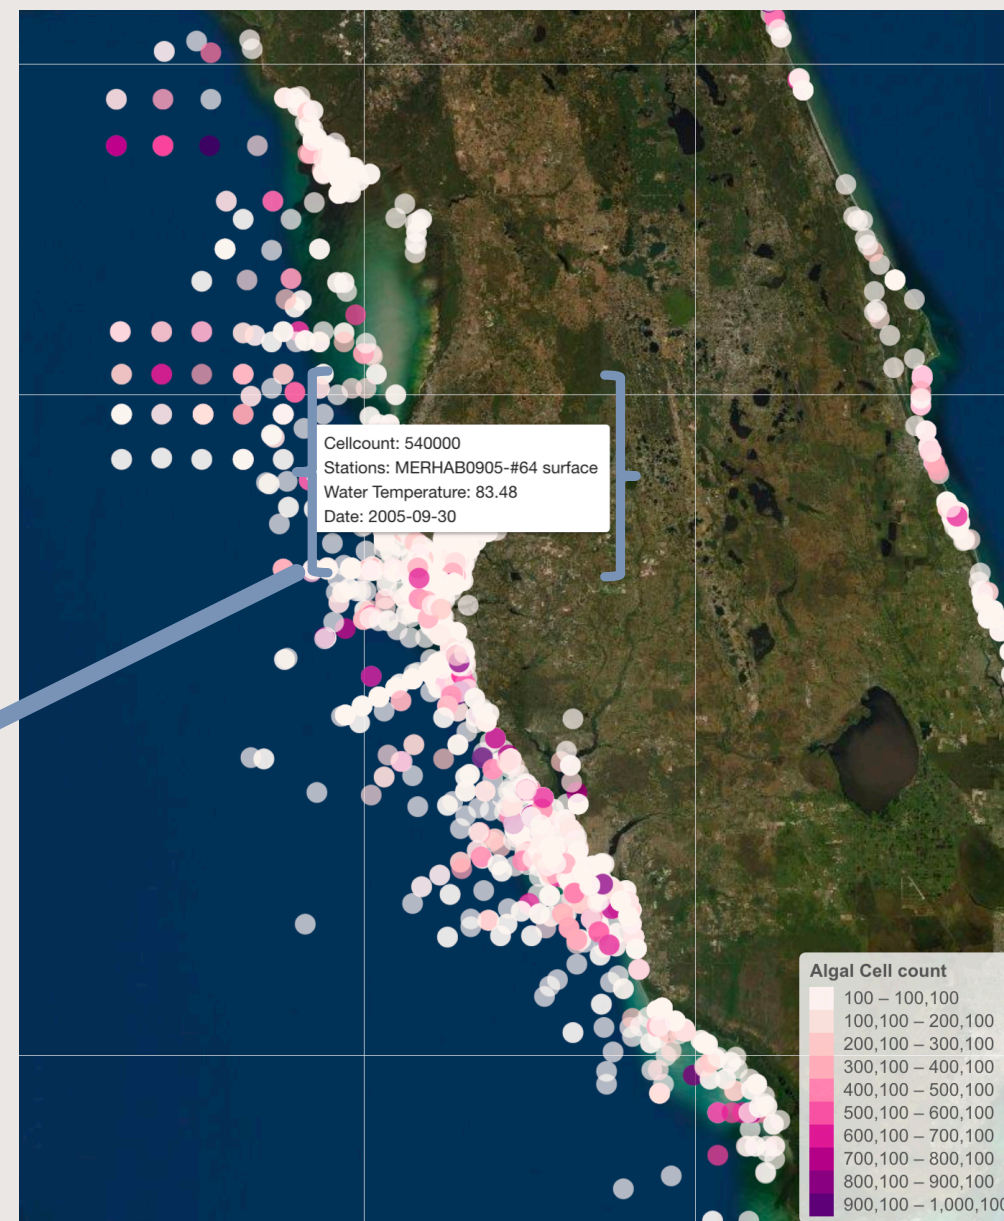 Cellcount: 540000
Stations: MERHAB0905-#64 surface
Water Temperature: 83.48
Date: 2005-09-30
Algal Cell count
100 – 100,100
100,100 – 200,100
200,100 – 300,100
300,100 – 400,100
400,100 – 500,100
500,100 – 600,100
600,100 – 700,100
700,100 – 800,100
800,100 – 900,100
900,100 – 1,000,100